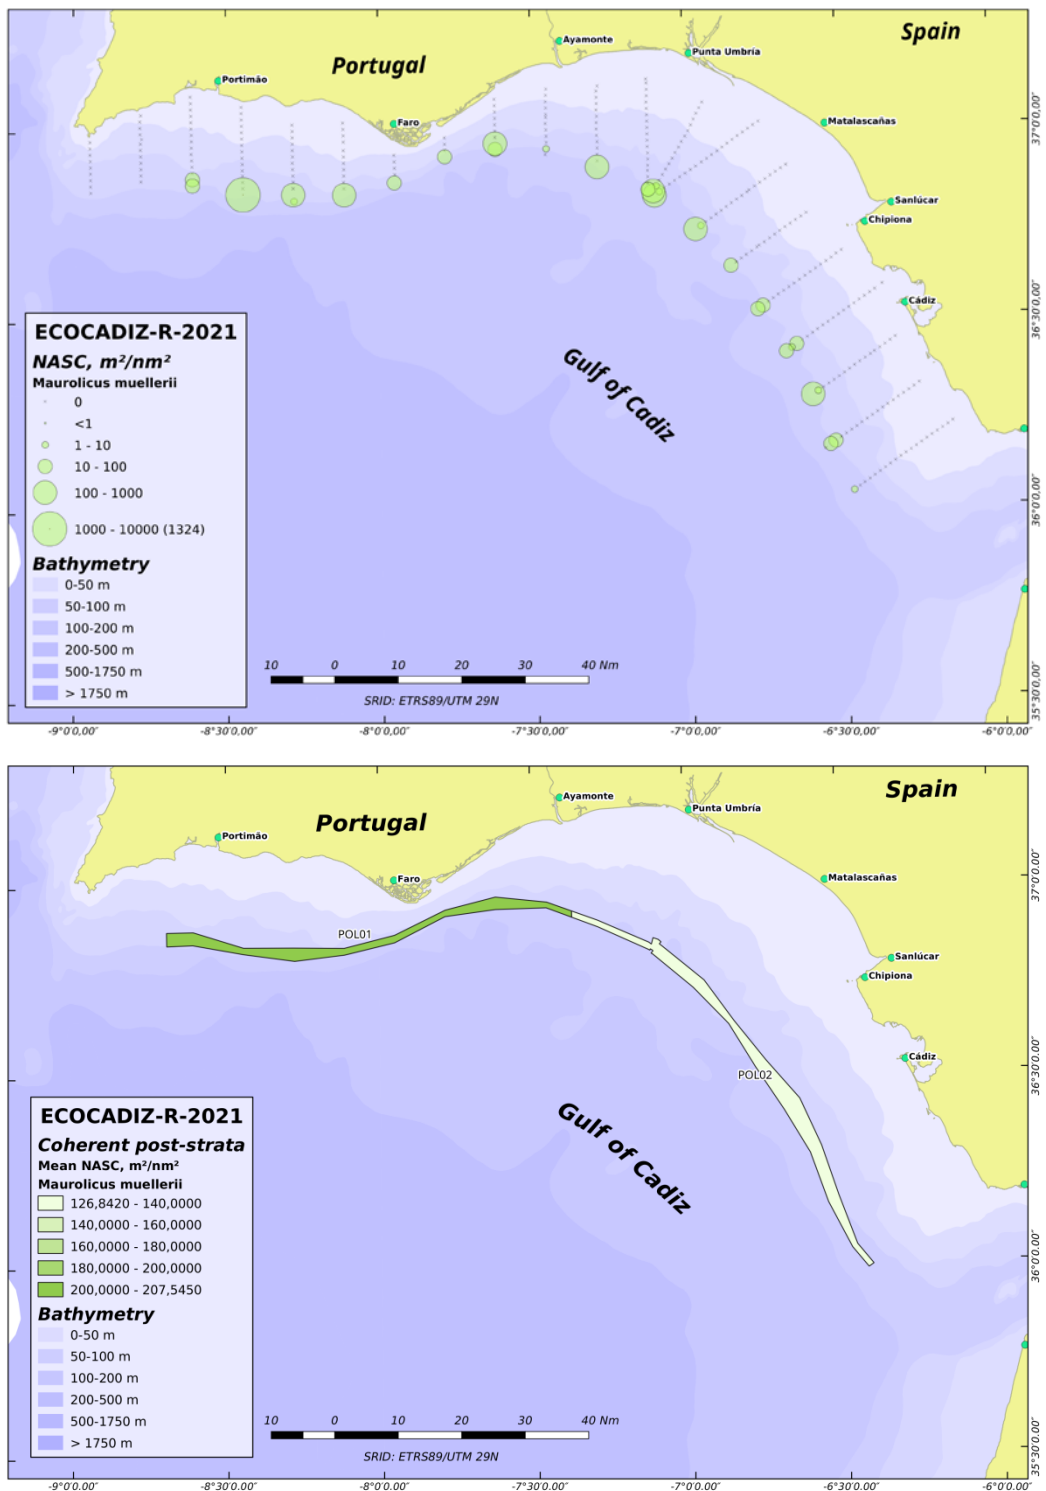 Spain
Ayamonte
Punta Umbría
Portugal
Portimão
Faro
Matalascañas
37°0'0,00"
Sanlúcar
Chipiona
Cádiz
36°30'0,00"
ECOCADIZ-R-2021
NASC, m²/nm²
Maurolicus muellerii
0
<1
1 - 10
10 - 100
100 - 1000
1000 - 10000 (1324)
Gulf of Cadiz
36°0'0,00"
Bathymetry
0-50 m
50-100 m
100-200 m
200-500 m
500-1750 m
> 1750 m
10 0 10 20 30 40 Nm
SRID: ETRS89/UTM 29N
35°30'0,00"
-9°0'0,00" -8°30'0,00" -8°0'0,00" -7°30'0,00" -7°0'0,00" -6°30'0,00" -6°0'0,00"
Spain
Ayamonte
Punta Umbría
Portugal
Portimão
Faro
Matalascañas
37°0'0,00"
POL01
Sanlúcar
Chipiona
Cádiz
36°30'0,00"
POL02
ECOCADIZ-R-2021
Coherent post-strata
Mean NASC, m²/nm²
Maurolicus muellerii
126,8420 - 140,0000
140,0000 - 160,0000
160,0000 - 180,0000
180,0000 - 200,0000
200,0000 - 207,5450
Gulf of Cadiz
36°0'0,00"
Bathymetry
0-50 m
50-100 m
100-200 m
200-500 m
500-1750 m
> 1750 m
10 0 10 20 30 40 Nm
SRID: ETRS89/UTM 29N
35°30'0,00"
-9°0'0,00" -8°30'0,00" -8°0'0,00" -7°30'0,00" -7°0'0,00" -6°30'0,00" -6°0'0,00"